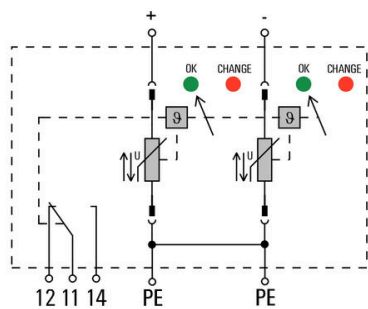 + -
OK CHANGE OK CHANGE
ϑ ϑ
U U
12 11 14 PE PE